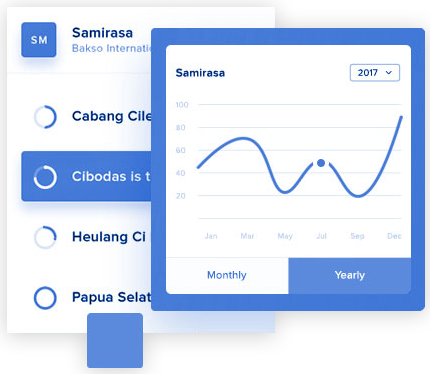 SM
Samirasa
Bakso Internatio
Cabang Cile
Cibodas is t
Heulang Ci
Papua Selat
Samirasa
2017
100
80
60
40
20
Jan Mar May Jul Sep Dec
Monthly Yearly